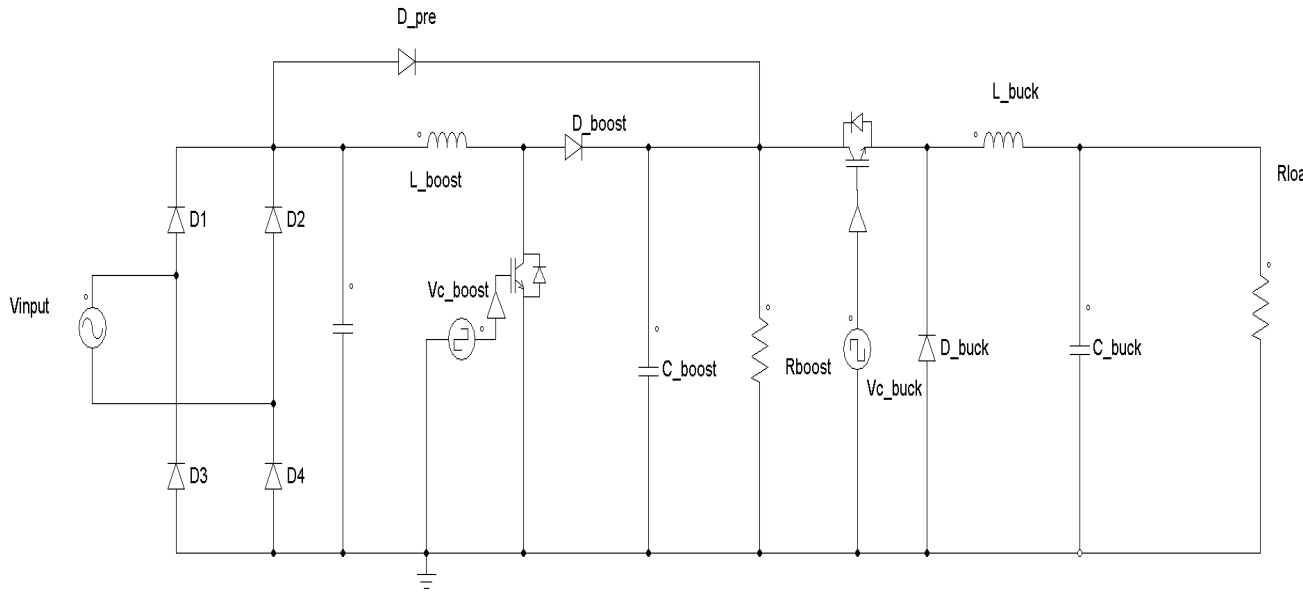 D_pre
L_buck
D_boost
L_boost
Rloa
D1
D2
Vinput
Vc_boost
D_buck
C_buck
C_boost
Rboost
Vc_buck
D3
D4